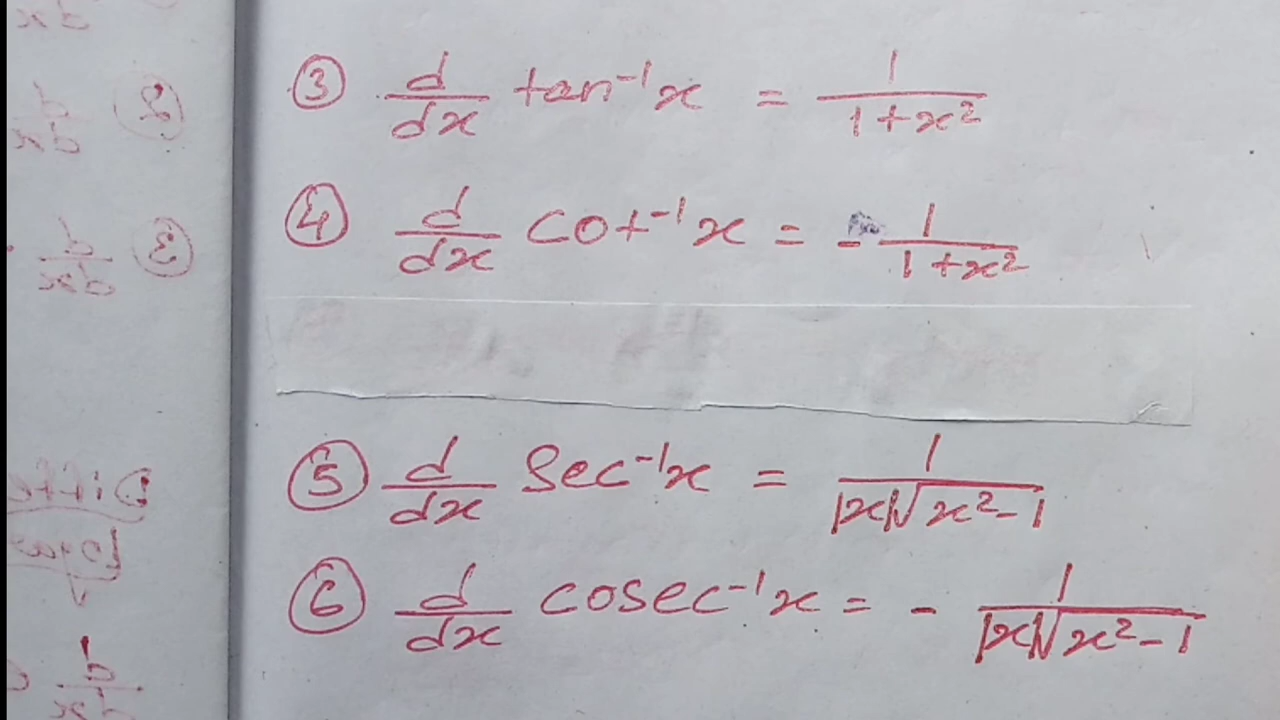 ③ d/dx tan⁻¹x = 1/(1+x²)
④ d/dx cot⁻¹x = - 1/(1+x²)
⑤ d/dx Sec⁻¹x = 1/(|x|√(x²-1))
⑥ d/dx cosec⁻¹x = - 1/(|x|√(x²-1))